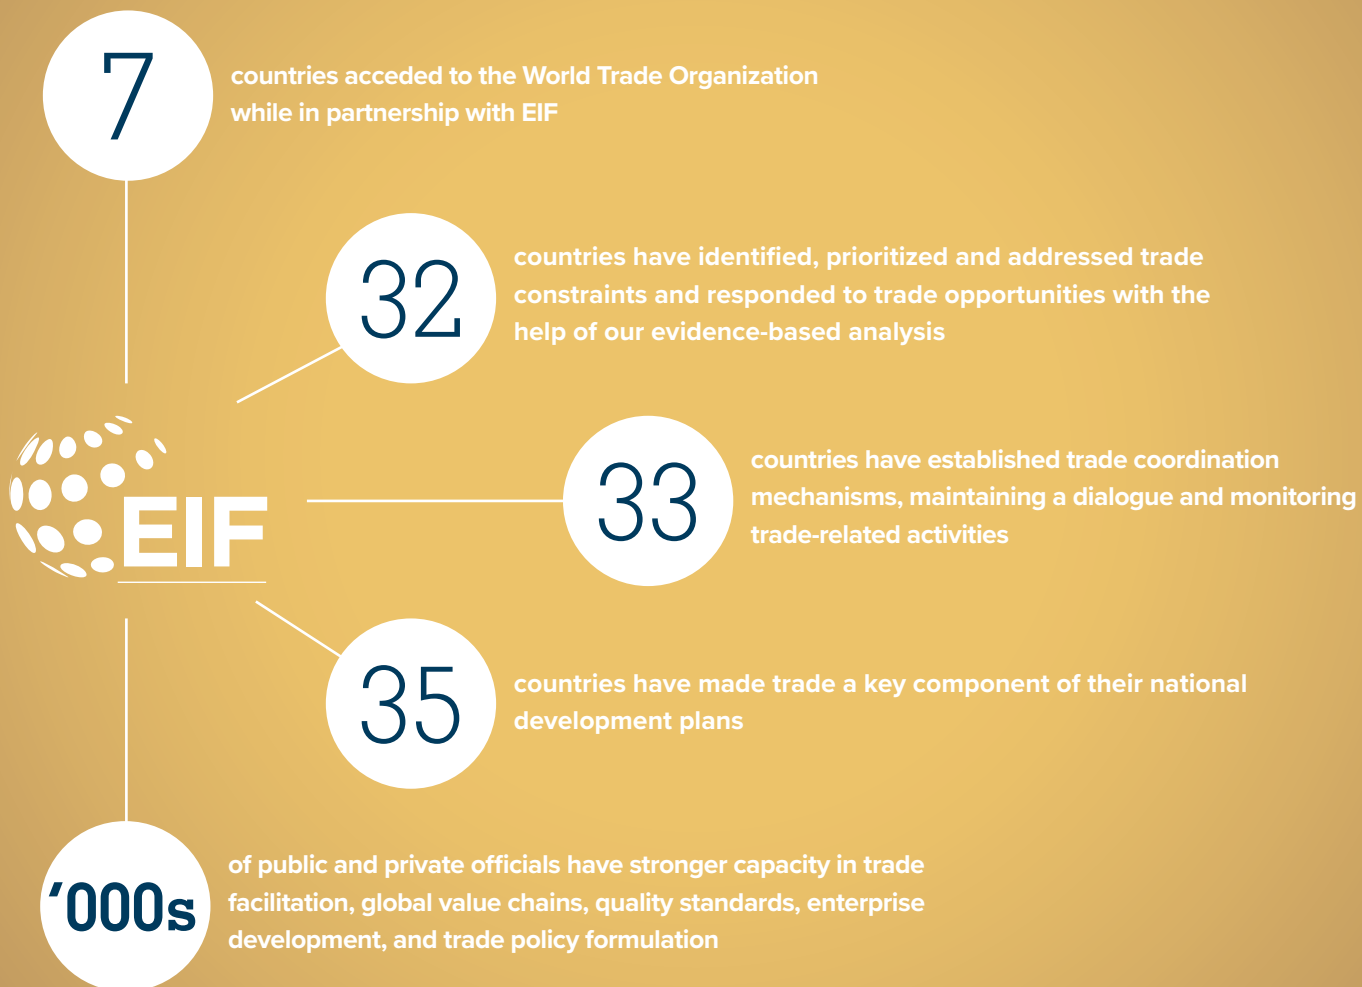 7
countries acceded to the World Trade Organization
while in partnership with EIF
32
countries have identified, prioritized and addressed trade
constraints and responded to trade opportunities with the
help of our evidence-based analysis
33
countries have established trade coordination
mechanisms, maintaining a dialogue and monitoring
trade-related activities
EIF
35
countries have made trade a key component of their national
development plans
’000s
of public and private officials have stronger capacity in trade
facilitation, global value chains, quality standards, enterprise
development, and trade policy formulation